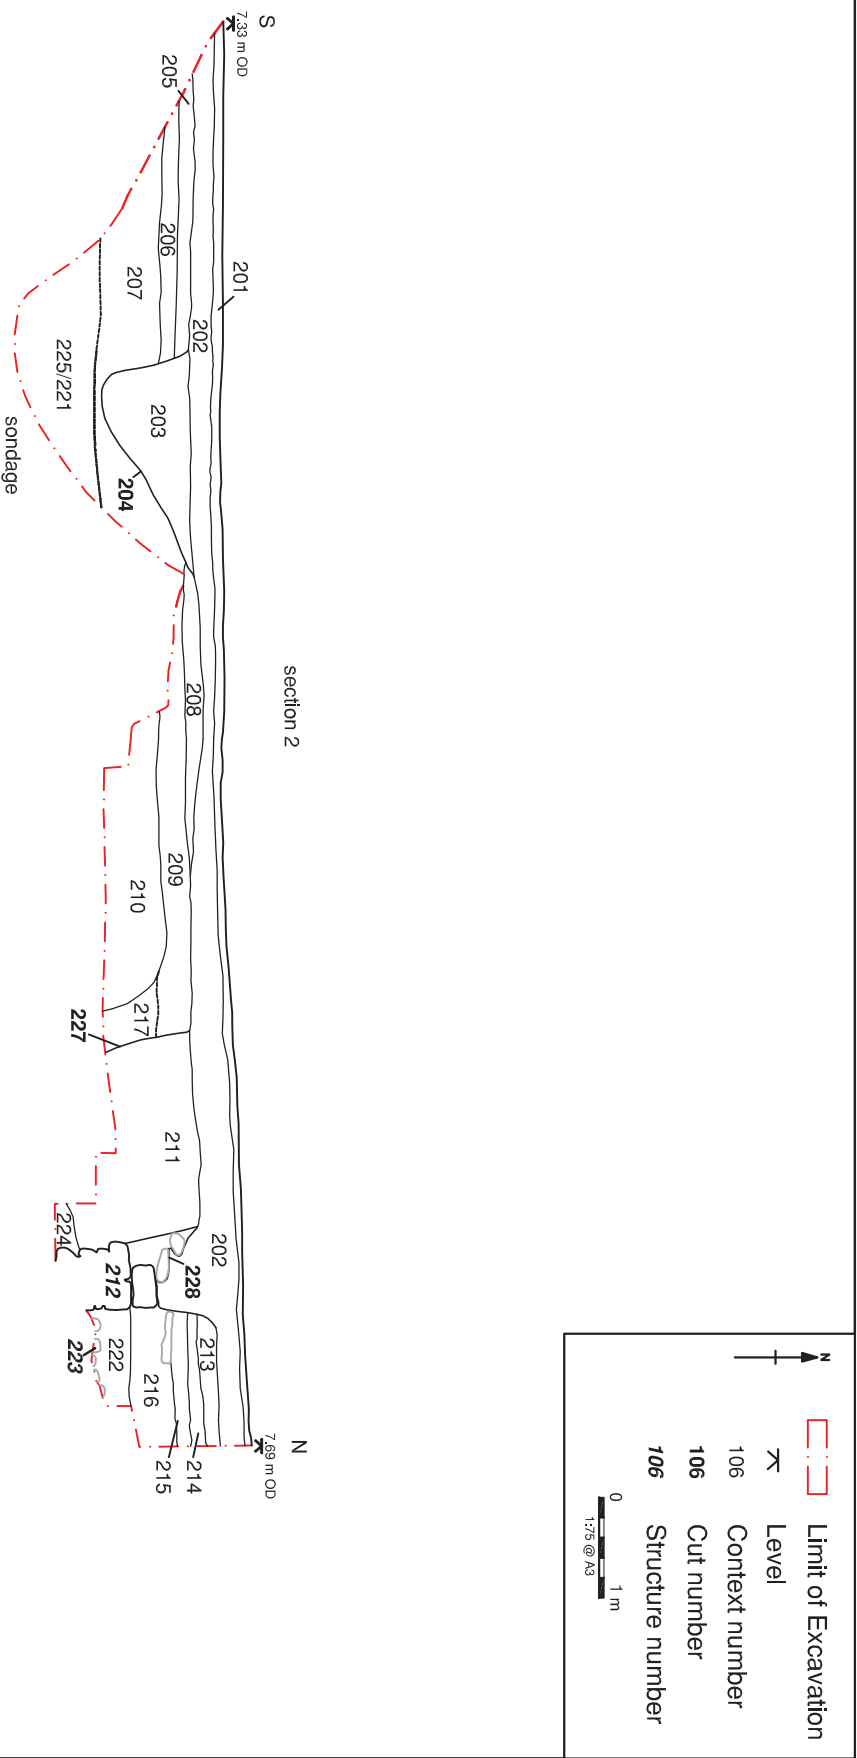 S
7.33 m OD
N
7.69 m OD
section 2
201
202
205
206
207
203
204
225/221
sondage
208
209
210
217
227
211
224
202
228
212
213
222
223
216
215
214
N
Limit of Excavation
Level
106 Context number
106 Cut number
106 Structure number
0 1 m
1:75 @ A3